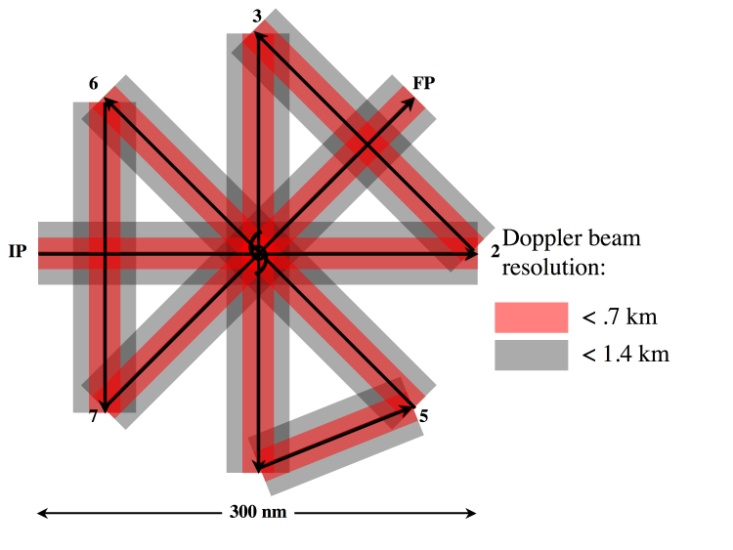 3
6
FP
IP
2
Doppler beam
resolution:
< .7 km
< 1.4 km
7
5
300 nm